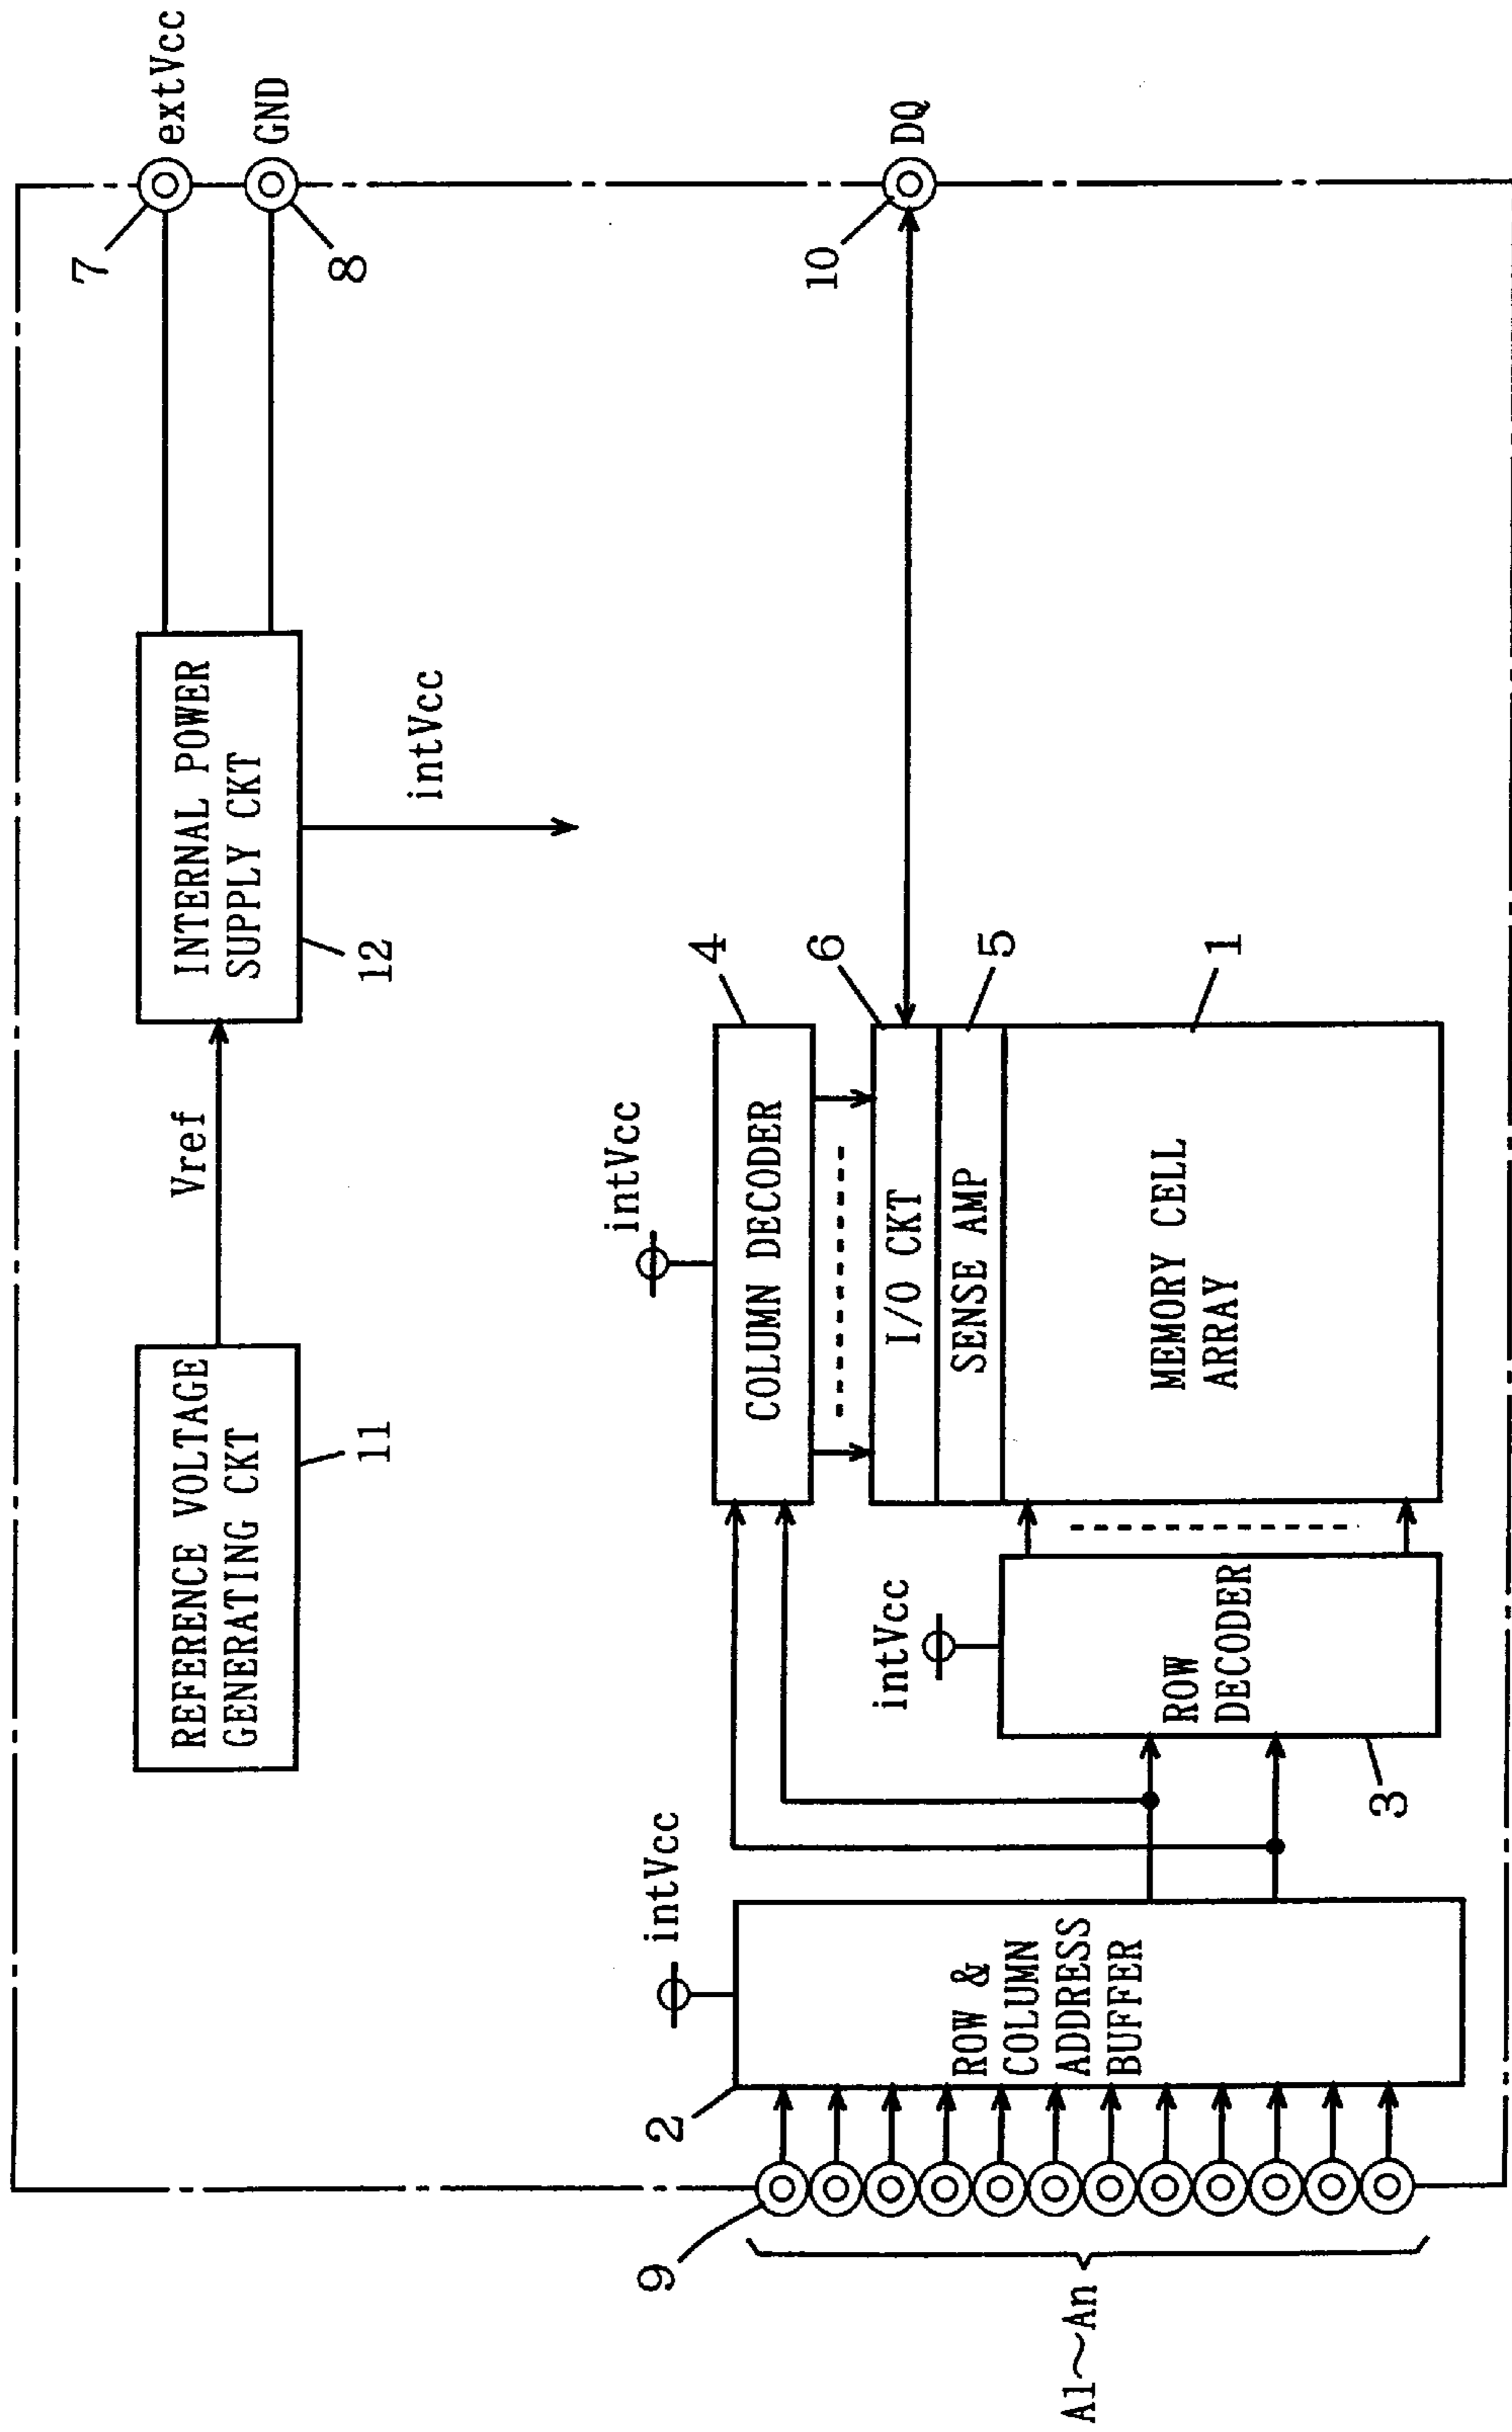 REFERENCE VOLTAGE
GENERATING CKT
11
Vref
INTERNAL POWER
SUPPLY CKT
12
intVcc
7
extVcc
8
GND
intVcc
4
COLUMN DECODER
6
I/O CKT
5
SENSE AMP
1
MEMORY CELL
ARRAY
10
DQ
intVcc
ROW
DECODER
3
intVcc
2
ROW &
COLUMN
ADDRESS
BUFFER
9
A1~An